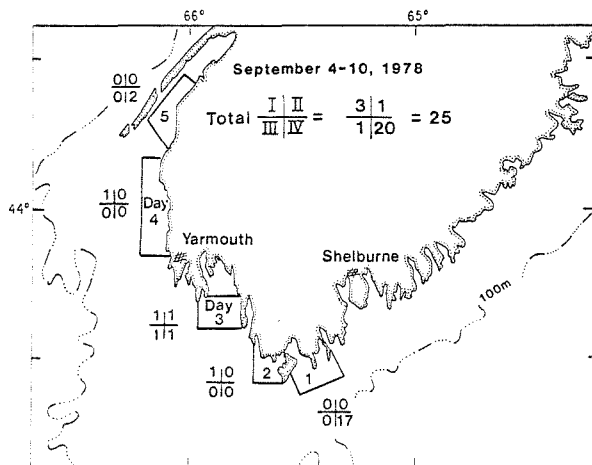 66° 65°
September 4-10, 1978
0|0
0|2
5
Total I|II = 3|1 = 25
III|IV 1|20
1|0
0|0
Day
4
44°
Yarmouth
Shelburne
Day
3
100m
1|1
1|1
1|0
0|0
2
1
0|0
0|17